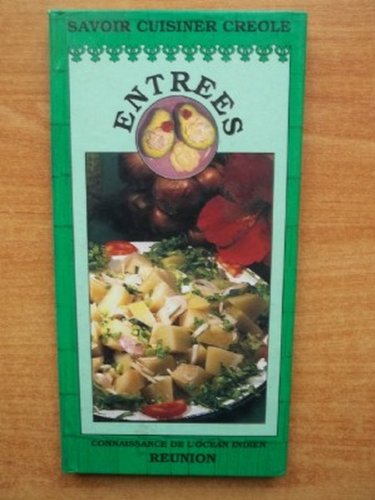 SAVOIR CUISINER CREOLE
ENTREES
CONNAISSANCE DE L'OCEAN INDIEN
REUNION